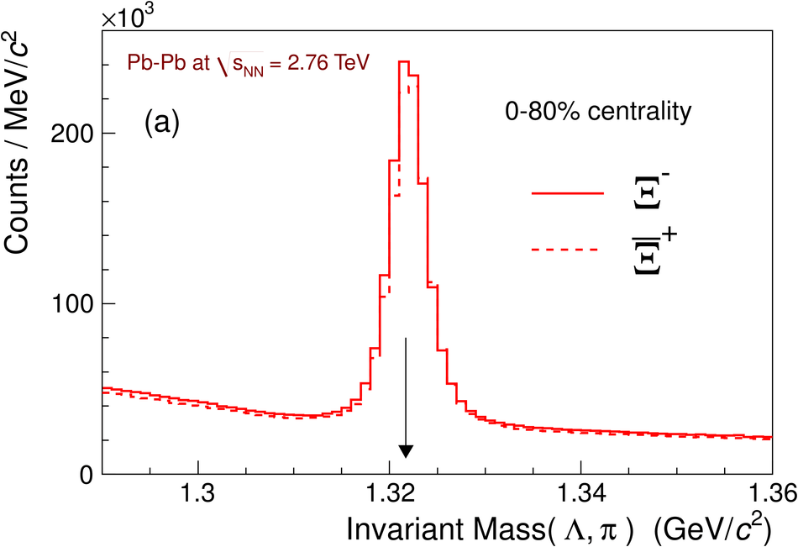 ×10³
Counts / MeV/c²
Pb-Pb at √s_NN = 2.76 TeV
(a)
0-80% centrality
Ξ⁻
Ξ̅⁺
200
100
0
1.3
1.32
1.34
1.36
Invariant Mass( Λ, π ) (GeV/c²)